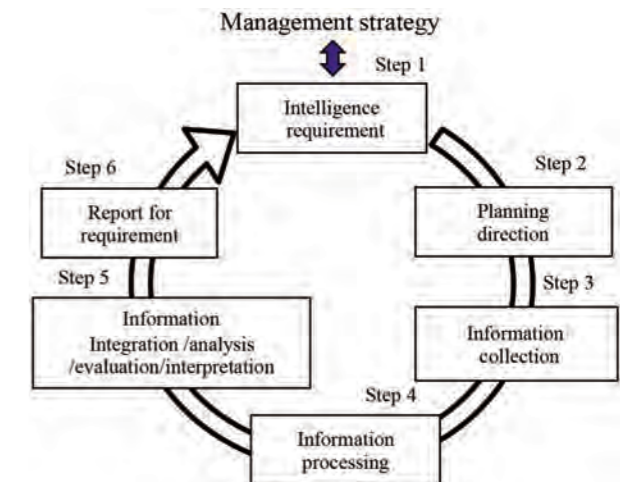 Management strategy
Step 1
Intelligence
requirement
Step 2
Planning
direction
Step 3
Information
collection
Step 4
Information
processing
Step 5
Information
Integration /analysis
/evaluation/interpretation
Step 6
Report for
requirement